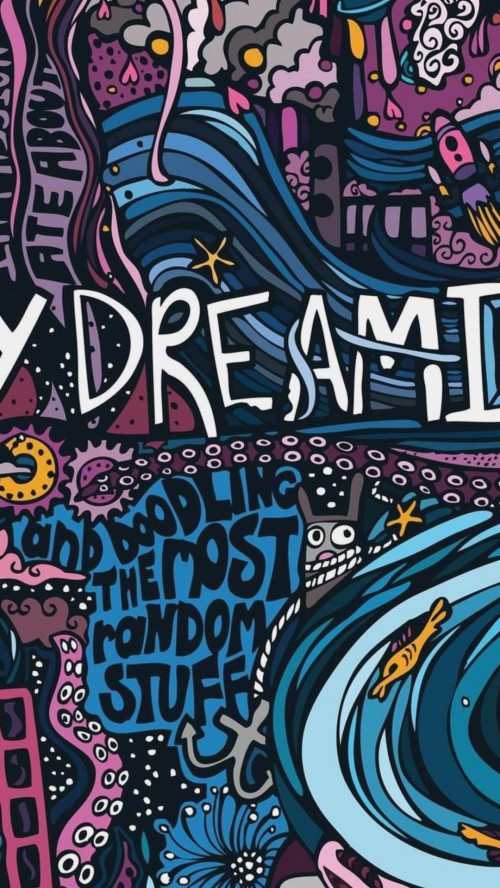 ATE ABOUT
Y DREAMI
and DOODLING
THE MOST
rANDOM
STUFF